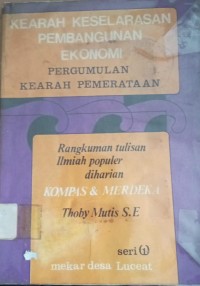 KEARAH KESELARASAN
PEMBANGUNAN
EKONOMI
PERGUMULAN
KEARAH PEMERATAAN
Rangkuman tulisan
Ilmiah populer
diharian
KOMPAS & MERDEKA
Thoby Mutis S.E
seri (1)
mekar desa Luceat